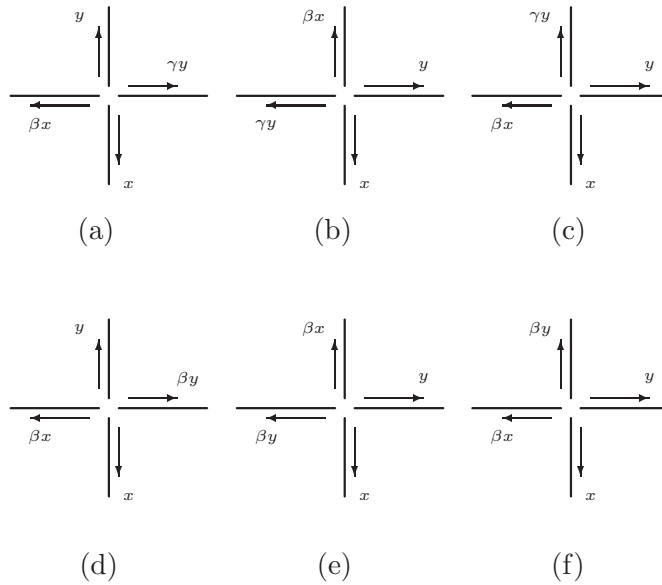 y βx γy
γy y y
βx γy βx
x x x
(a) (b) (c)
y βx βy
βy y y
βx βy βx
x x x
(d) (e) (f)